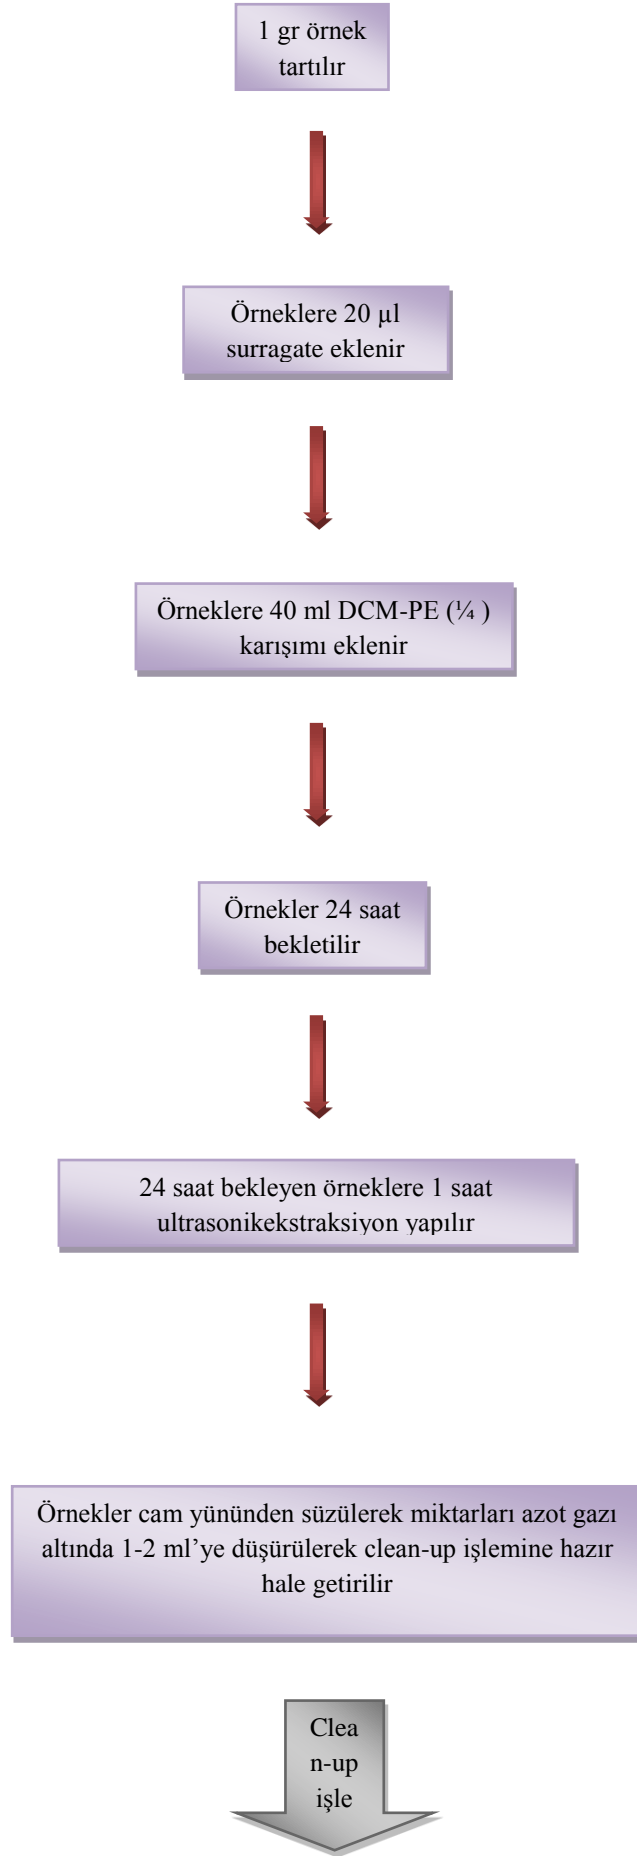 1 gr örnek
tartılır
Örneklere 20 µl
surragate eklenir
Örneklere 40 ml DCM-PE (¼ )
karışımı eklenir
Örnekler 24 saat
bekletilir
24 saat bekleyen örneklere 1 saat
ultrasonikekstraksiyon yapılır
Örnekler cam yününden süzülerek miktarları azot gazı
altında 1-2 ml’ye düşürülerek clean-up işlemine hazır
hale getirilir
Clea
n-up
işle